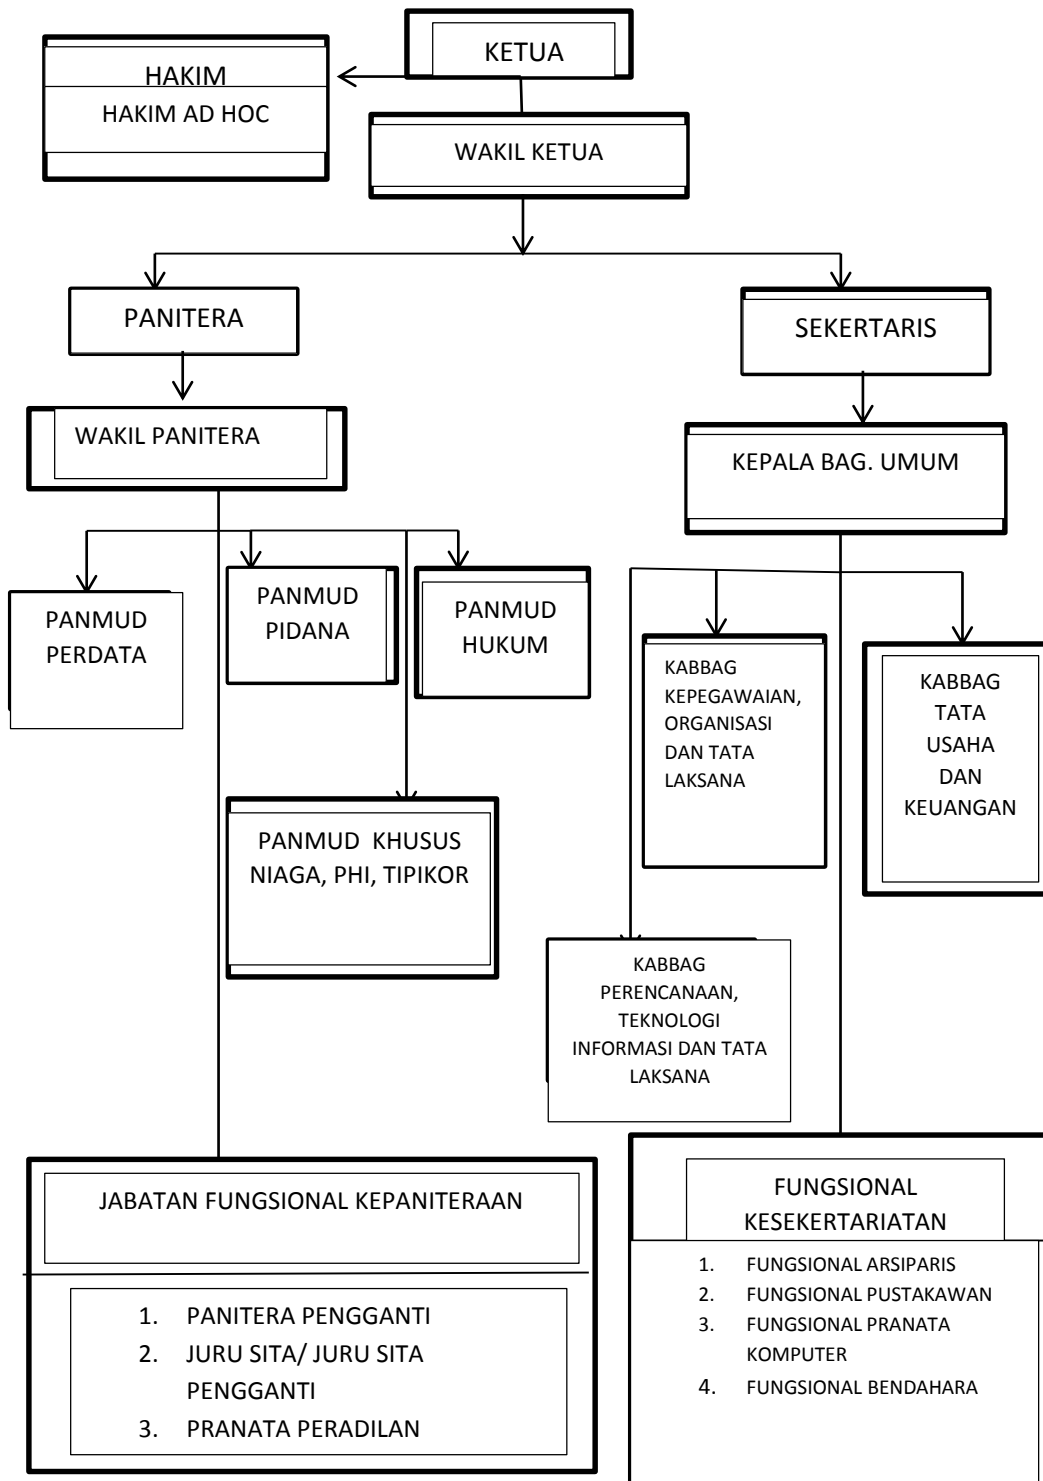 KETUA
HAKIM
HAKIM AD HOC
WAKIL KETUA
PANITERA
SEKERTARIS
WAKIL PANITERA
KEPALA BAG. UMUM
PANMUD
PERDATA
PANMUD
PIDANA
PANMUD
HUKUM
KABBAG
KEPEGAWAIAN,
ORGANISASI
DAN TATA
LAKSANA
KABBAG
TATA
USAHA
DAN
KEUANGAN
PANMUD KHUSUS
NIAGA, PHI, TIPIKOR
KABBAG
PERENCANAAN,
TEKNOLOGI
INFORMASI DAN TATA
LAKSANA
JABATAN FUNGSIONAL KEPANITERAAN
1. PANITERA PENGGANTI
2. JURU SITA/ JURU SITA
PENGGANTI
3. PRANATA PERADILAN
FUNGSIONAL
KESEKERTARIATAN
1. FUNGSIONAL ARSIPARIS
2. FUNGSIONAL PUSTAKAWAN
3. FUNGSIONAL PRANATA
KOMPUTER
4. FUNGSIONAL BENDAHARA